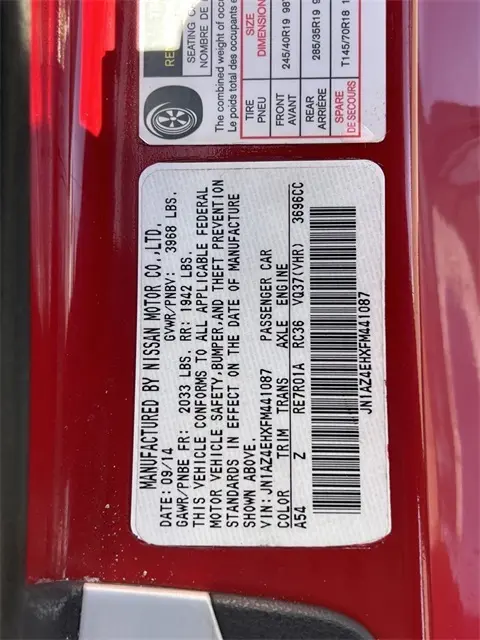 SEATING C
NOMBRE DE
The combined weight of occu
Le poids total des occupants e
TIRE
PNEU
SIZE
DIMENSION
FRONT
AVANT
245/40R19 98
REAR
ARRIÈRE
285/35R19 9
SPARE
DE SECOURS
T145/70R18 1
MANUFACTURED BY NISSAN MOTOR CO.,LTD.
DATE: 09/14 GVWR/PNBV: 3968 LBS.
GAWR/PNBE FR: 2033 LBS. RR: 1942 LBS.
THIS VEHICLE CONFORMS TO ALL APPLICABLE FEDERAL
MOTOR VEHICLE SAFETY,BUMPER,AND THEFT PREVENTION
STANDARDS IN EFFECT ON THE DATE OF MANUFACTURE
SHOWN ABOVE.
VIN: JN1AZ4EHXFM441087 PASSENGER CAR
COLOR TRIM TRANS AXLE ENGINE
A54 Z RE7R01A RC36 VQ37(VHR) 3696CC
JN1AZ4EHXFM441087